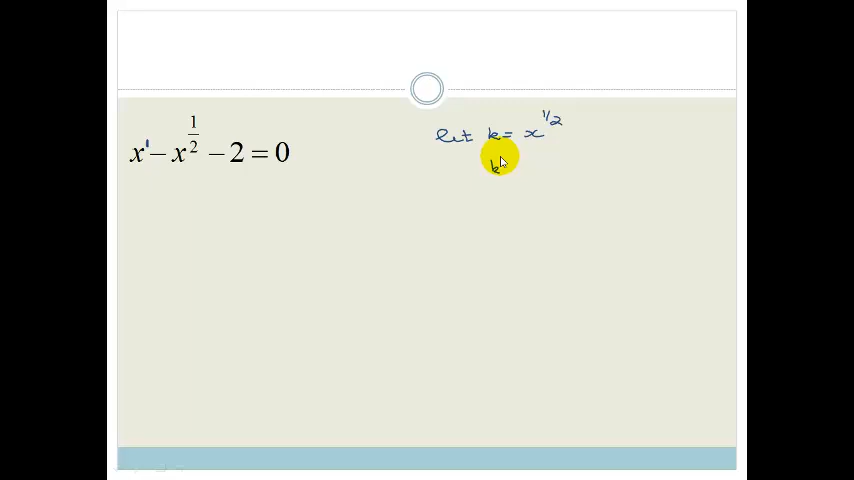 x¹ − x^(1/2) − 2 = 0
let k = x^(1/2)
k